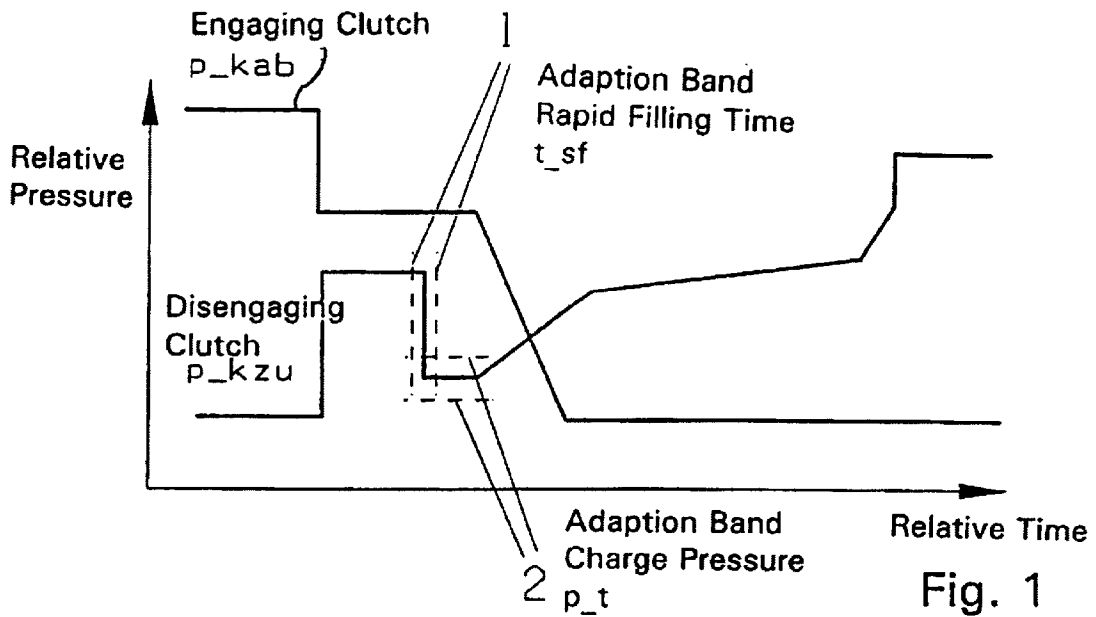 Engaging Clutch
p_kab
1
Adaption Band
Rapid Filling Time
t_sf
Relative
Pressure
Disengaging
Clutch
p_kzu
Adaption Band
Charge Pressure
p_t
2
Relative Time
Fig. 1